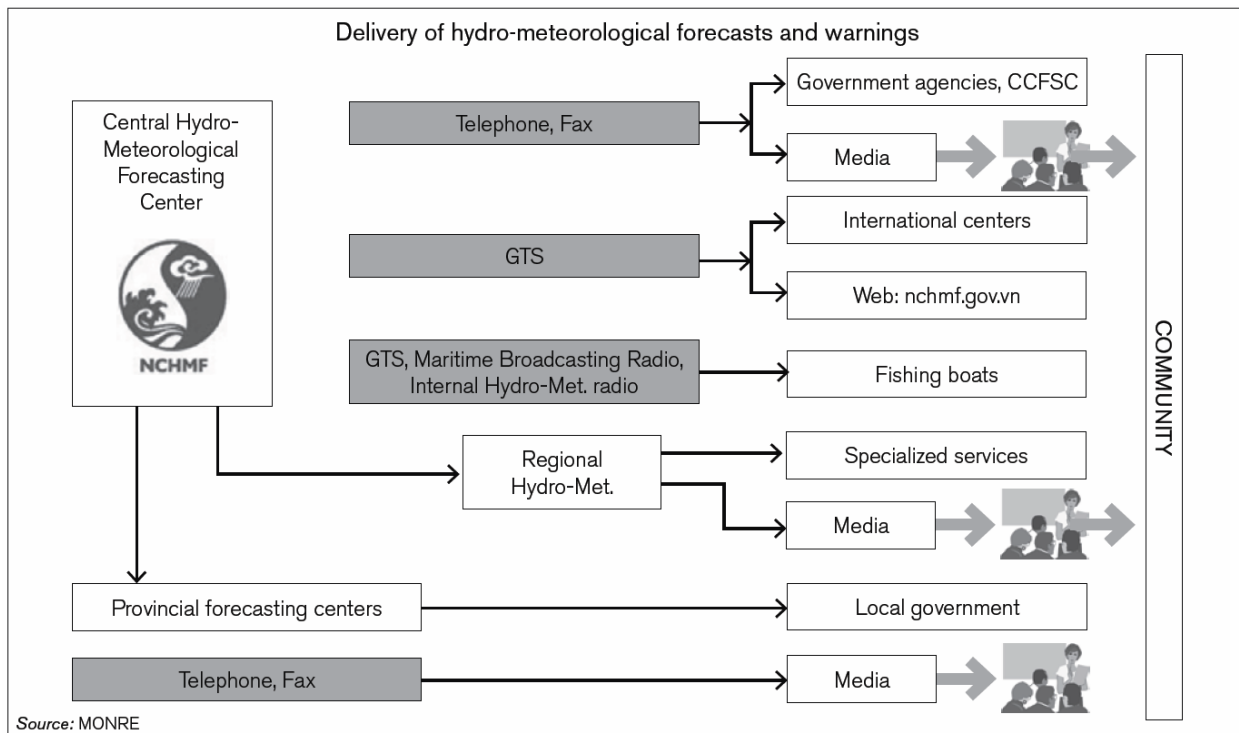 Delivery of hydro-meteorological forecasts and warnings
Central Hydro-
Meteorological
Forecasting
Center
NCHMF
Telephone, Fax
Government agencies, CCFSC
Media
GTS
International centers
Web: nchmf.gov.vn
GTS, Maritime Broadcasting Radio,
Internal Hydro-Met. radio
Fishing boats
Regional
Hydro-Met.
Specialized services
Media
Provincial forecasting centers
Local government
Telephone, Fax
Media
COMMUNITY
Source: MONRE